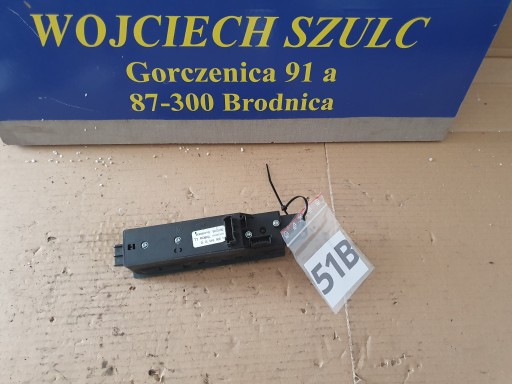 WOJCIECH SZULC
Gorczenica 91 a
87-300 Brodnica
51B